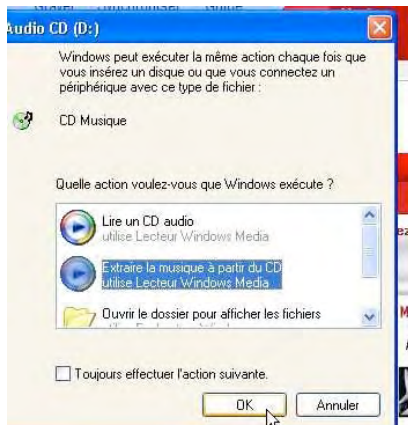 Graver Synchroniser Guide
Audio CD (D:)
Windows peut exécuter la même action chaque fois que
vous insérez un disque ou que vous connectez un
périphérique avec ce type de fichier :
CD Musique
Quelle action voulez-vous que Windows exécute ?
Lire un CD audio
utilise Lecteur Windows Media
Extraire la musique à partir du CD
utilise Lecteur Windows Media
Ouvrir le dossier pour afficher les fichiers
Toujours effectuer l'action suivante.
OK Annuler